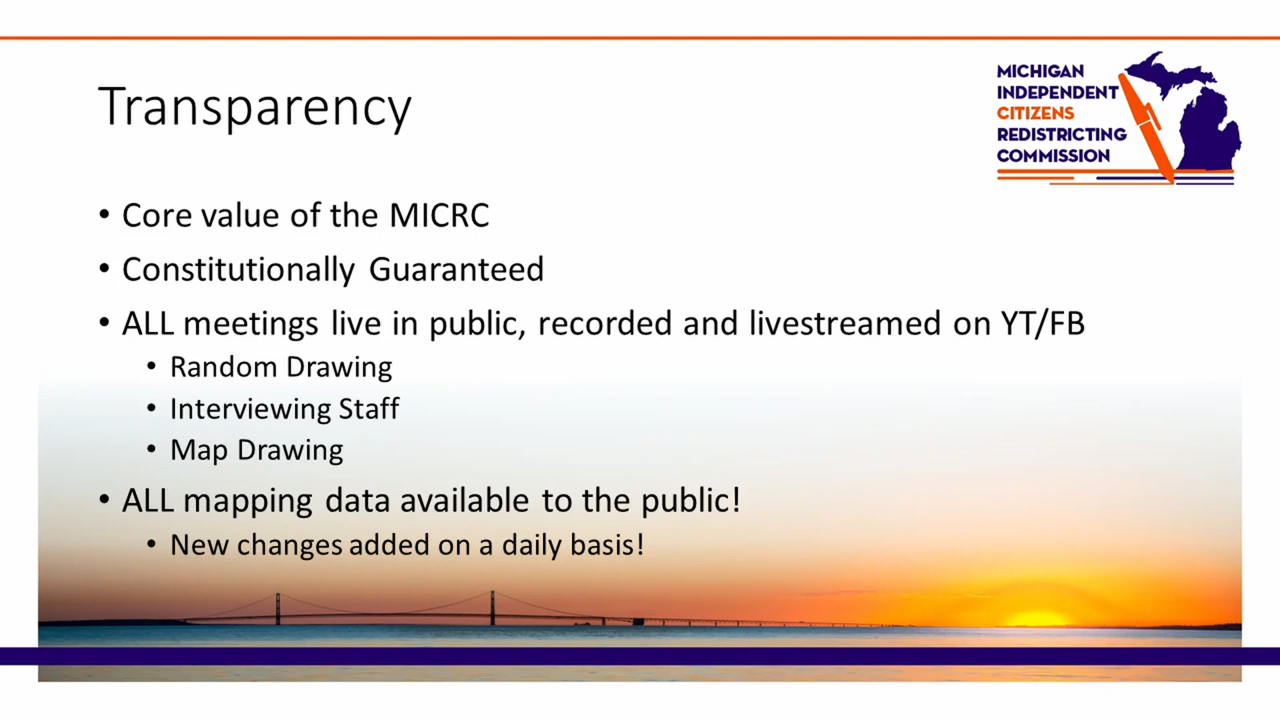 Transparency
MICHIGAN
INDEPENDENT
CITIZENS
REDISTRICTING
COMMISSION
• Core value of the MICRC
• Constitutionally Guaranteed
• ALL meetings live in public, recorded and livestreamed on YT/FB
• Random Drawing
• Interviewing Staff
• Map Drawing
• ALL mapping data available to the public!
• New changes added on a daily basis!